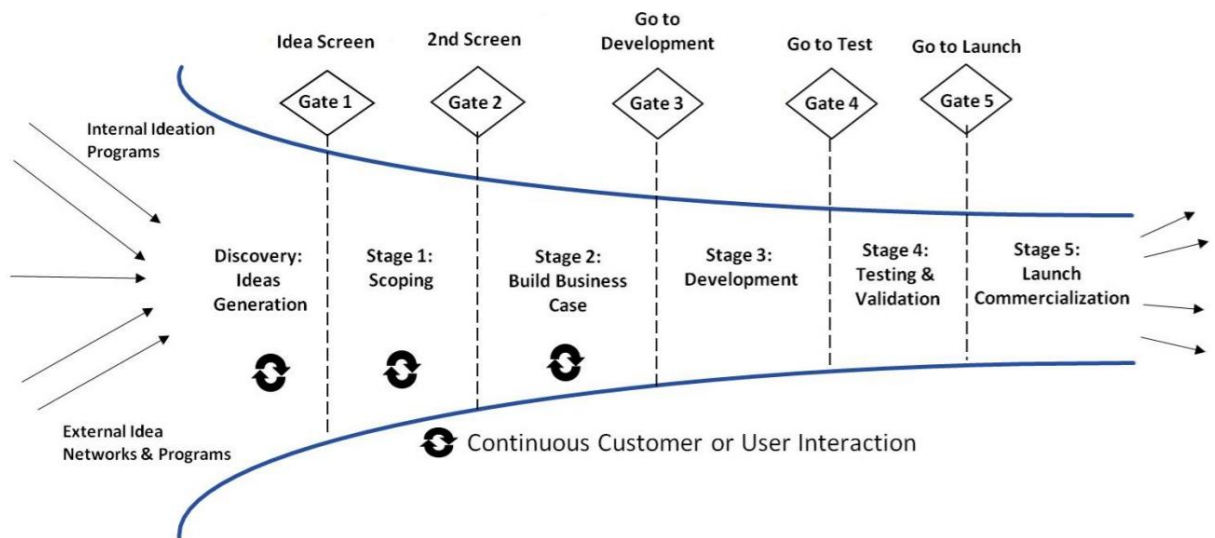 Idea Screen
2nd Screen
Go to
Development
Go to Test
Go to Launch
Gate 1
Gate 2
Gate 3
Gate 4
Gate 5
Internal Ideation
Programs
Discovery:
Ideas
Generation
Stage 1:
Scoping
Stage 2:
Build Business
Case
Stage 3:
Development
Stage 4:
Testing &
Validation
Stage 5:
Launch
Commercialization
External Idea
Networks & Programs
Continuous Customer or User Interaction